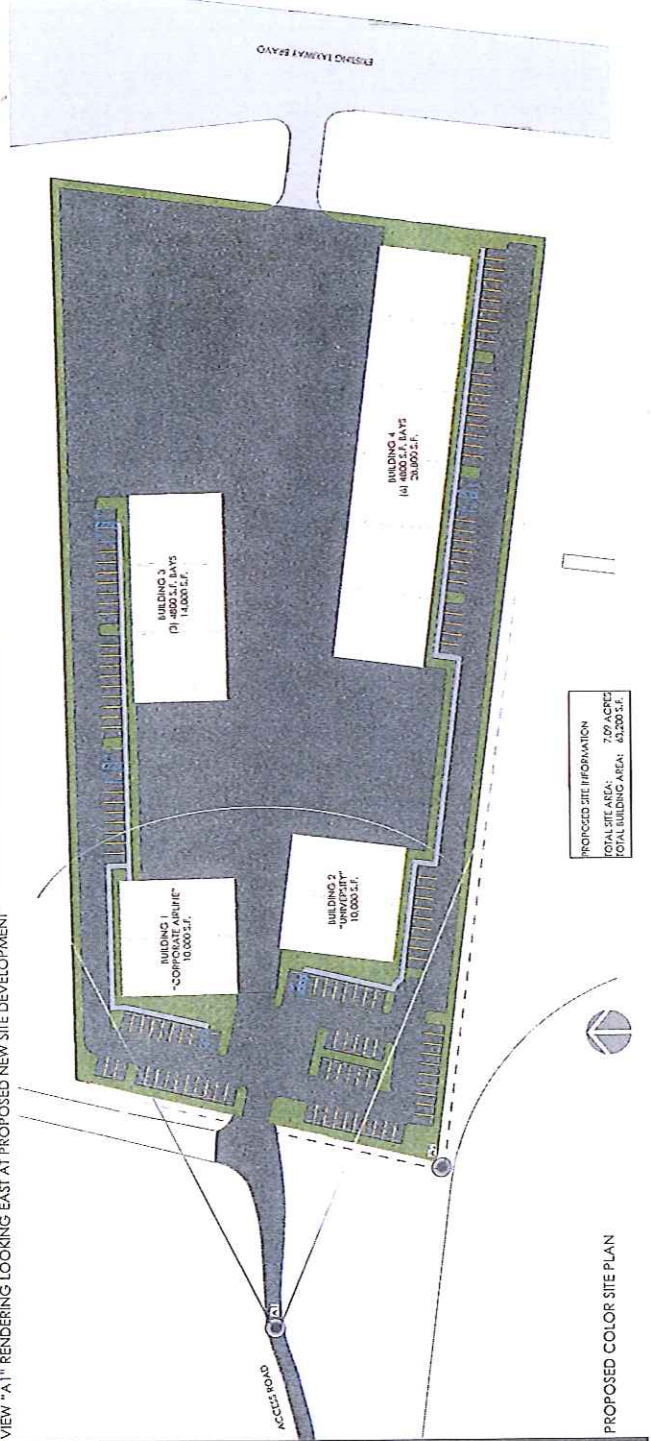 VIEW "A1" RENDERING LOOKING EAST AT PROPOSED NEW SITE DEVELOPMENT
EXISTING TAXIWAY BRAVO
BUILDING 3
(3) 4800 S.F. BAYS
14,000 S.F.
BUILDING 4
(6) 4800 S.F. BAYS
28,800 S.F.
BUILDING 1
"CORPORATE AIRLINE"
10,000 S.F.
BUILDING 2
"UNIVERSITY"
10,000 S.F.
ACCESS ROAD
A1
PROPOSED SITE INFORMATION
TOTAL SITE AREA: 7.09 ACRES
TOTAL BUILDING AREA: 63,200 S.F.
PROPOSED COLOR SITE PLAN